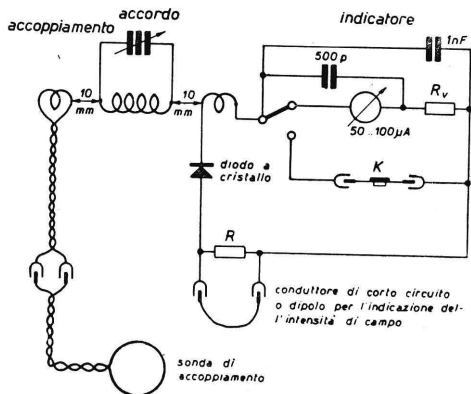 accordo
accoppiamento
indicatore
1nF
500 p
10
mm
10
mm
50...100µA
Rv
diodo a
cristallo
K
R
conduttore di corto circuito
o dipolo per l'indicazione del-
l'intensità di campo
sonda di
accoppiamento